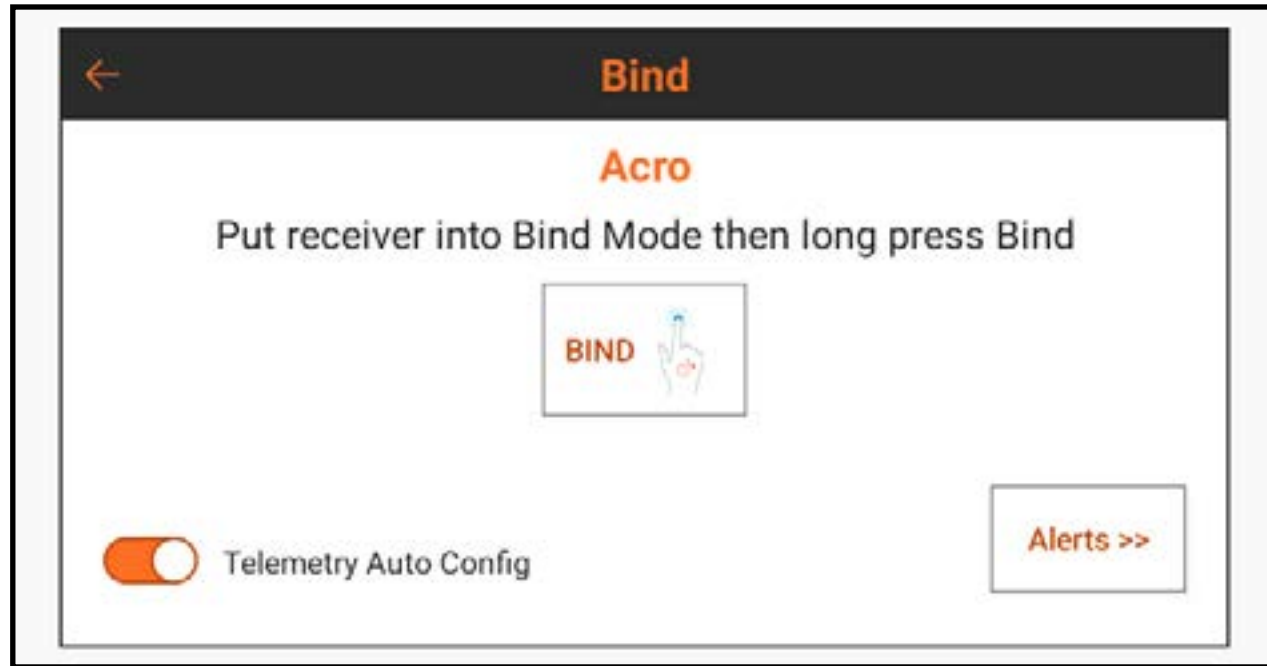 Bind
Acro
Put receiver into Bind Mode then long press Bind
BIND
Telemetry Auto Config
Alerts >>